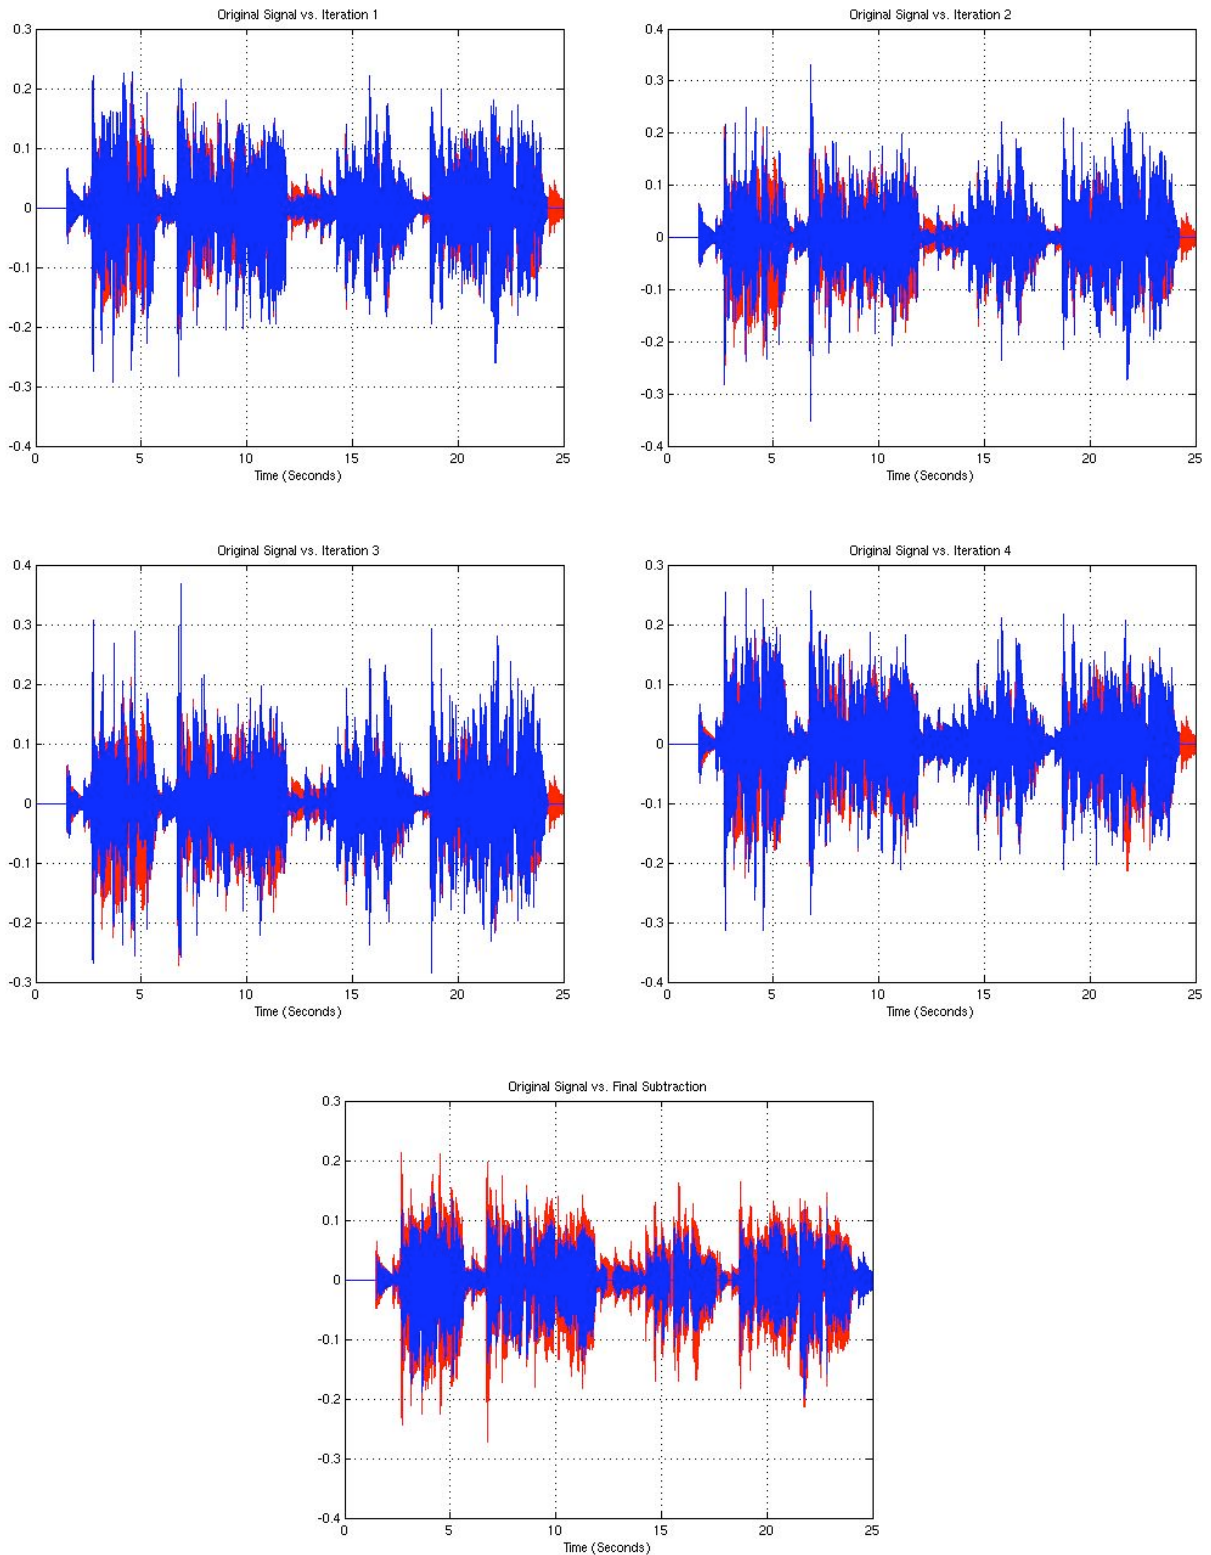 Original Signal vs. Iteration 1
0.3
0.2
0.1
0
-0.1
-0.2
-0.3
-0.4
0 5 10 15 20 25
Time (Seconds)
Original Signal vs. Iteration 2
0.4
0.3
0.2
0.1
0
-0.1
-0.2
-0.3
-0.4
0 5 10 15 20 25
Time (Seconds)
Original Signal vs. Iteration 3
0.4
0.3
0.2
0.1
0
-0.1
-0.2
-0.3
0 5 10 15 20 25
Time (Seconds)
Original Signal vs. Iteration 4
0.3
0.2
0.1
0
-0.1
-0.2
-0.3
-0.4
0 5 10 15 20 25
Time (Seconds)
Original Signal vs. Final Subtraction
0.3
0.2
0.1
0
-0.1
-0.2
-0.3
-0.4
0 5 10 15 20 25
Time (Seconds)